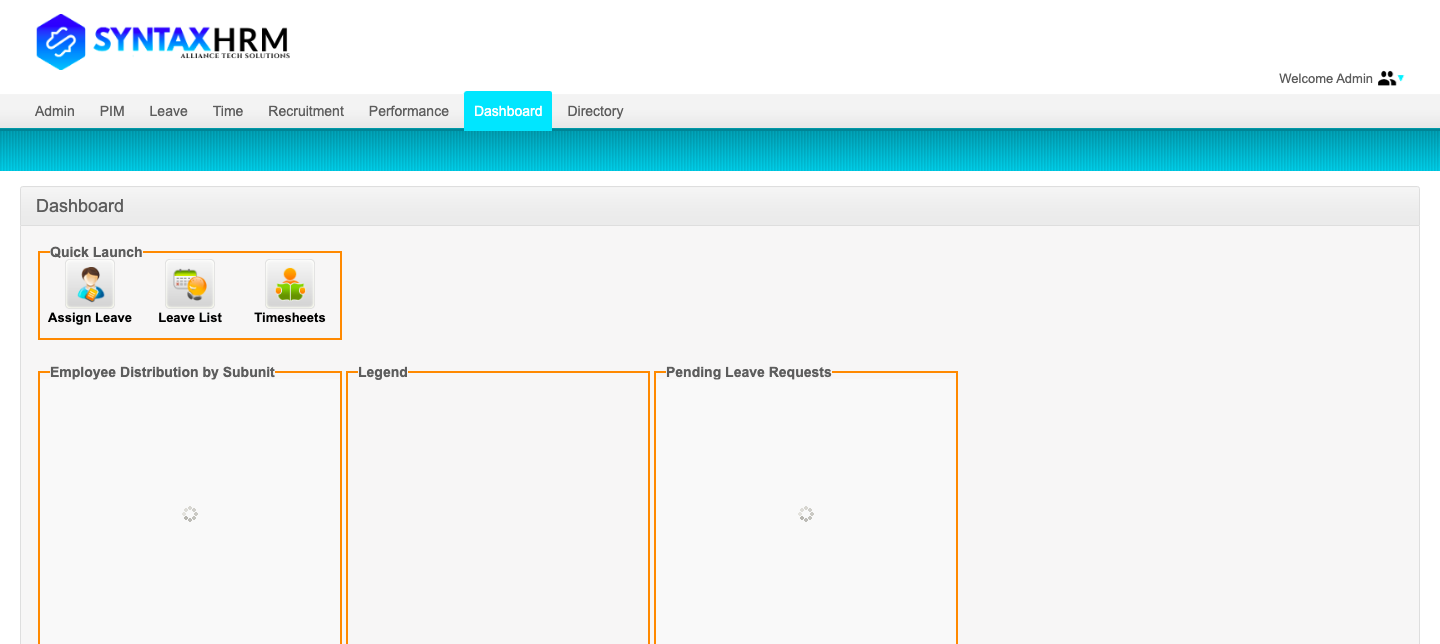 SYNTAXHRM
ALLIANCE TECH SOLUTIONS
Welcome Admin
Admin PIM Leave Time Recruitment Performance Dashboard Directory
Dashboard
Quick Launch
Assign Leave Leave List Timesheets
Employee Distribution by Subunit Legend Pending Leave Requests